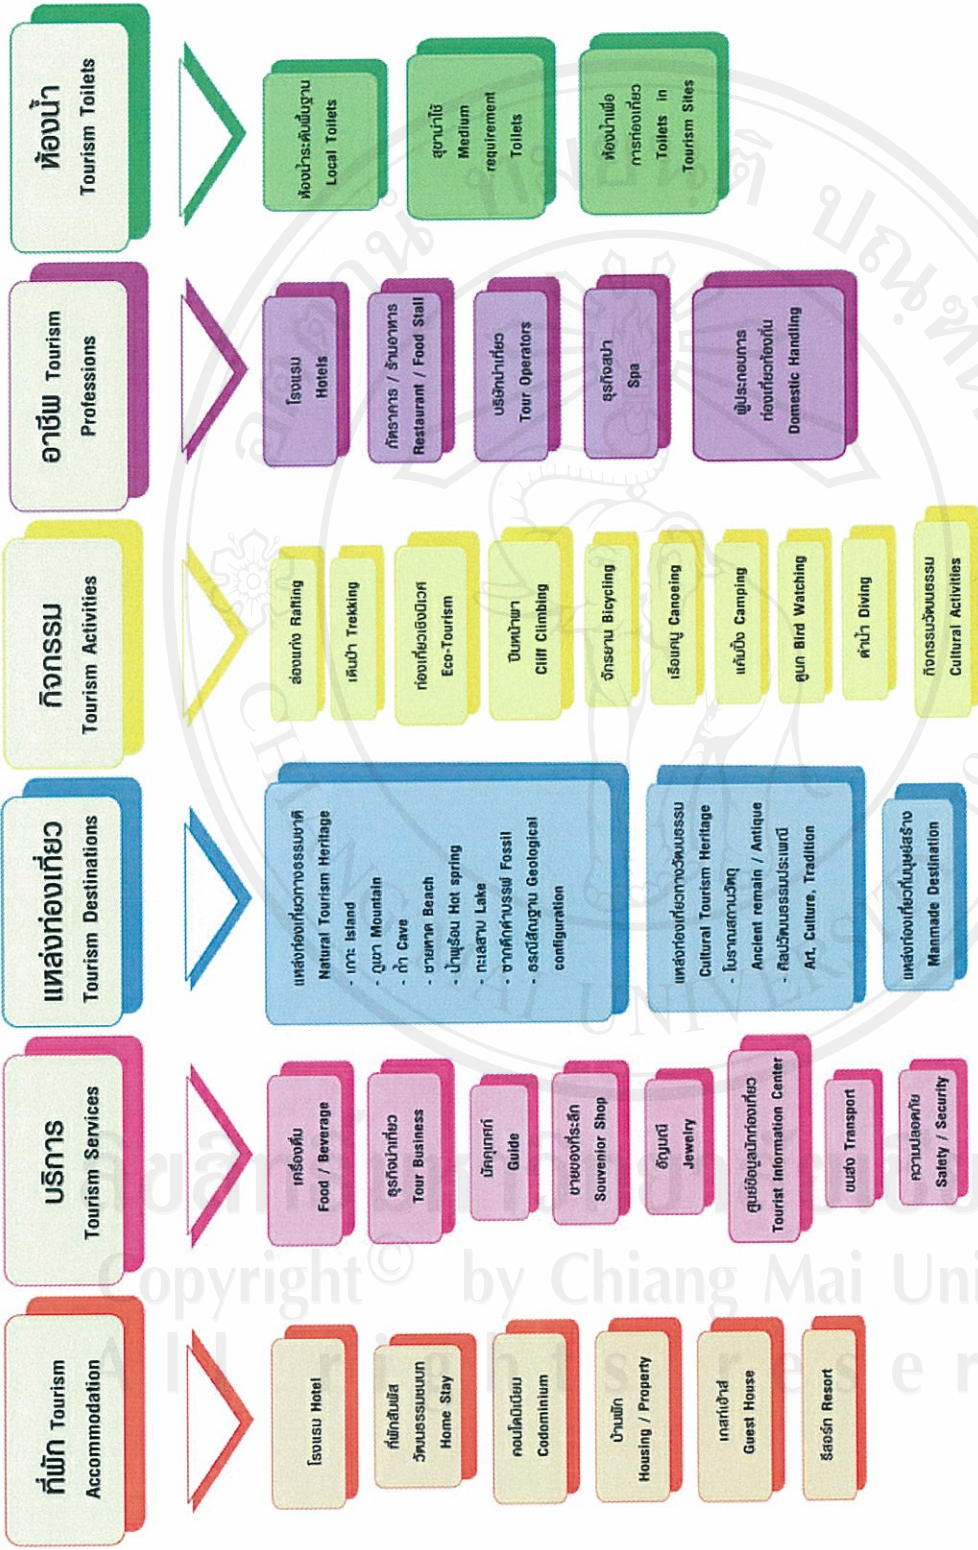 ที่พัก Tourism
Accommodation
โรงแรม Hotel
ที่พักสัมผัส
วัฒนธรรมชนบท
Home Stay
คอนโดมิเนียม
Codominium
บ้านพัก
Housing / Property
เกสท์เฮ้าส์
Guest House
รีสอร์ท Resort
บริการ
Tourism Services
เครื่องดื่ม
Food / Beverage
ธุรกิจนำเที่ยว
Tour Business
มัคคุเทศก์
Guide
ขายของที่ระลึก
Souvenior Shop
อัญมณี
Jewelry
ศูนย์ข้อมูลนักท่องเที่ยว
Tourist Information Center
ขนส่ง Transport
ความปลอดภัย
Safety / Security
แหล่งท่องเที่ยว
Tourism Destinations
แหล่งท่องเที่ยวทางธรรมชาติ
Natural Tourism Heritage
- เกาะ Island
- ภูเขา Mountain
- ถ้ำ Cave
- ชายหาด Beach
- น้ำพุร้อน Hot spring
- ทะเลสาบ Lake
- ซากดึกดำบรรพ์ Fossil
- ธรณีสัณฐาน Geological
configuration
แหล่งท่องเที่ยวทางวัฒนธรรม
Cultural Tourism Heritage
- โบราณสถานวัตถุ
Ancient remain / Antique
- ศิลปวัฒนธรรมประเพณี
Art, Culture, Tradition
แหล่งท่องเที่ยวที่มนุษย์สร้าง
Manmade Destination
กิจกรรม
Tourism Activities
ล่องแก่ง Rafting
เดินป่า Trekking
ท่องเที่ยวเชิงนิเวศ
Eco-Tourism
ปีนหน้าผา
Cliff Climbing
จักรยาน Bicycling
เรือแคนู Canoeing
แค้มปิ้ง Camping
ดูนก Bird Watching
ดำน้ำ Diving
กิจกรรมวัฒนธรรม
Cultural Activities
อาชีพ Tourism
Professions
โรงแรม
Hotels
ภัตราคาร / ร้านอาหาร
Restaurant / Food Stall
บริษัทนำเที่ยว
Tour Operators
ธุรกิจสปา
Spa
ผู้ประกอบการ
ท่องเที่ยวท้องถิ่น
Domestic Handling
ห้องน้ำ
Tourism Toilets
ห้องน้ำระดับพื้นฐาน
Local Toilets
สุขาน่าใช้
Medium
requirement
Toilets
ห้องน้ำเพื่อ
การท่องเที่ยว
Toilets in
Tourism Sites
Copyright© by Chiang Mai Uni
All rights reser